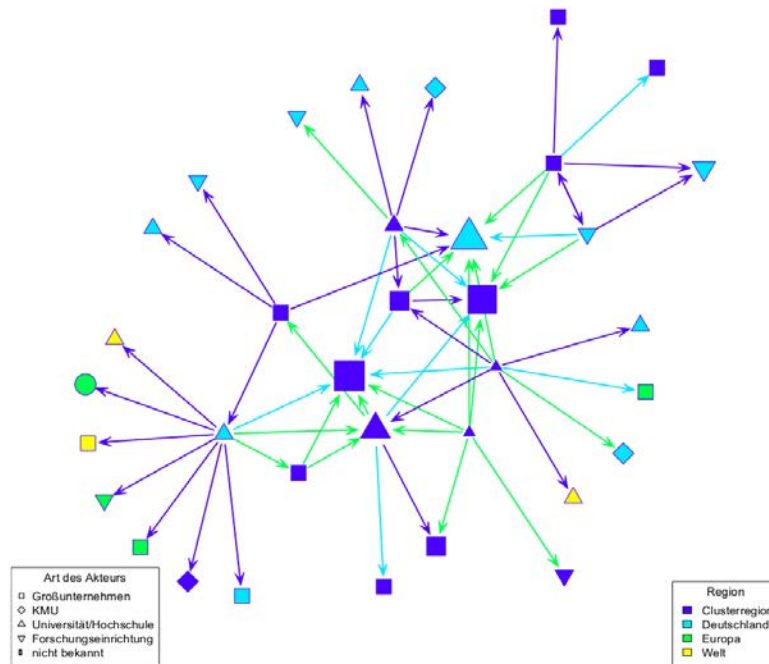 Art des Akteurs
Großunternehmen
KMU
Universität/Hochschule
Forschungseinrichtung
nicht bekannt
Region
Clusterregion
Deutschland
Europa
Welt